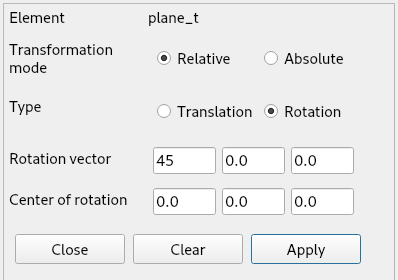 Element plane_t
Transformation mode Relative Absolute
Type Translation Rotation
Rotation vector 45 0.0 0.0
Center of rotation 0.0 0.0 0.0
Close Clear Apply